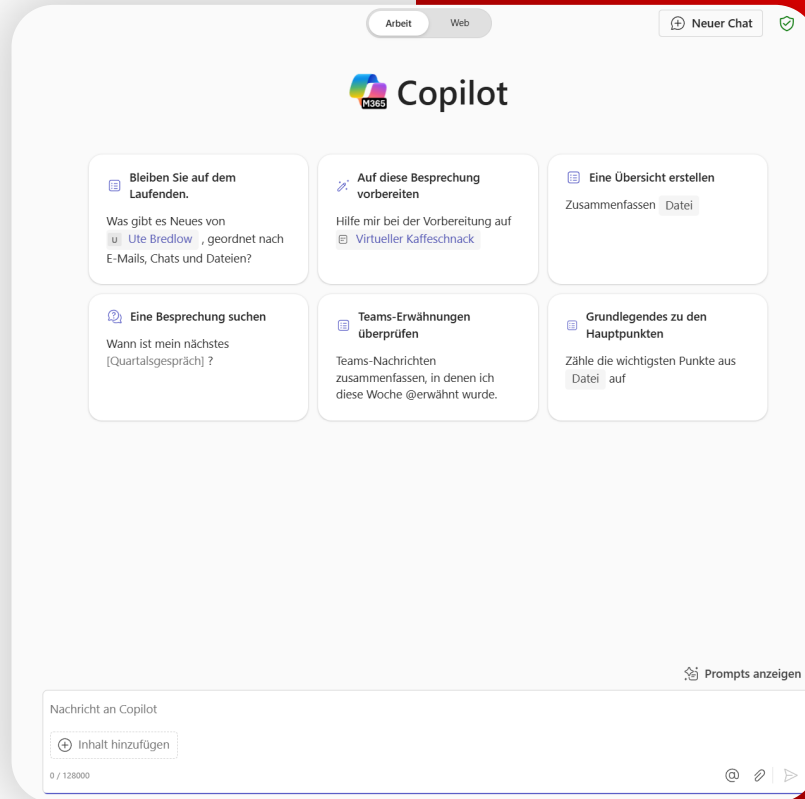 Arbeit
Web
Neuer Chat
M365
Copilot
Bleiben Sie auf dem
Laufenden.
Was gibt es Neues von
U Ute Bredlow , geordnet nach
E-Mails, Chats und Dateien?
Auf diese Besprechung
vorbereiten
Hilfe mir bei der Vorbereitung auf
Virtueller Kaffeschnack
Eine Übersicht erstellen
Zusammenfassen Datei
Eine Besprechung suchen
Wann ist mein nächstes
[Quartalsgespräch] ?
Teams-Erwähnungen
überprüfen
Teams-Nachrichten
zusammenfassen, in denen ich
diese Woche @erwähnt wurde.
Grundlegendes zu den
Hauptpunkten
Zähle die wichtigsten Punkte aus
Datei auf
Prompts anzeigen
Nachricht an Copilot
Inhalt hinzufügen
0 / 128000